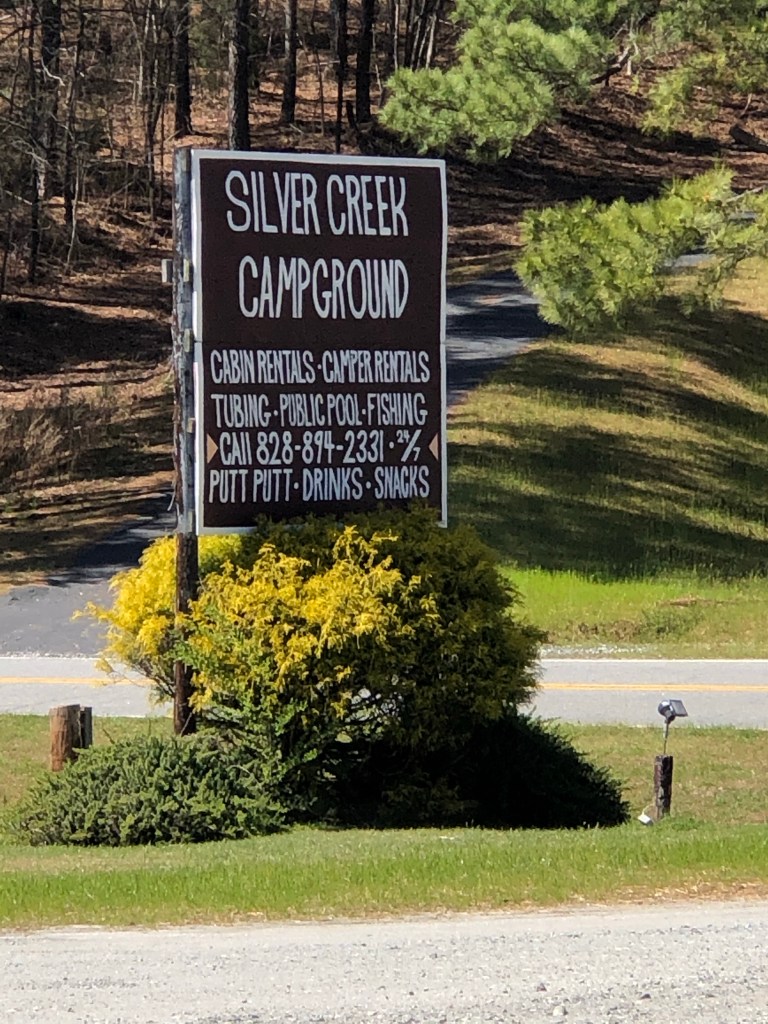 SILVER CREEK
CAMPGROUND
CABIN RENTALS · CAMPER RENTALS
TUBING · PUBLIC POOL · FISHING
CALL 828-894-2331 · 24/7
PUTT PUTT · DRINKS · SNACKS